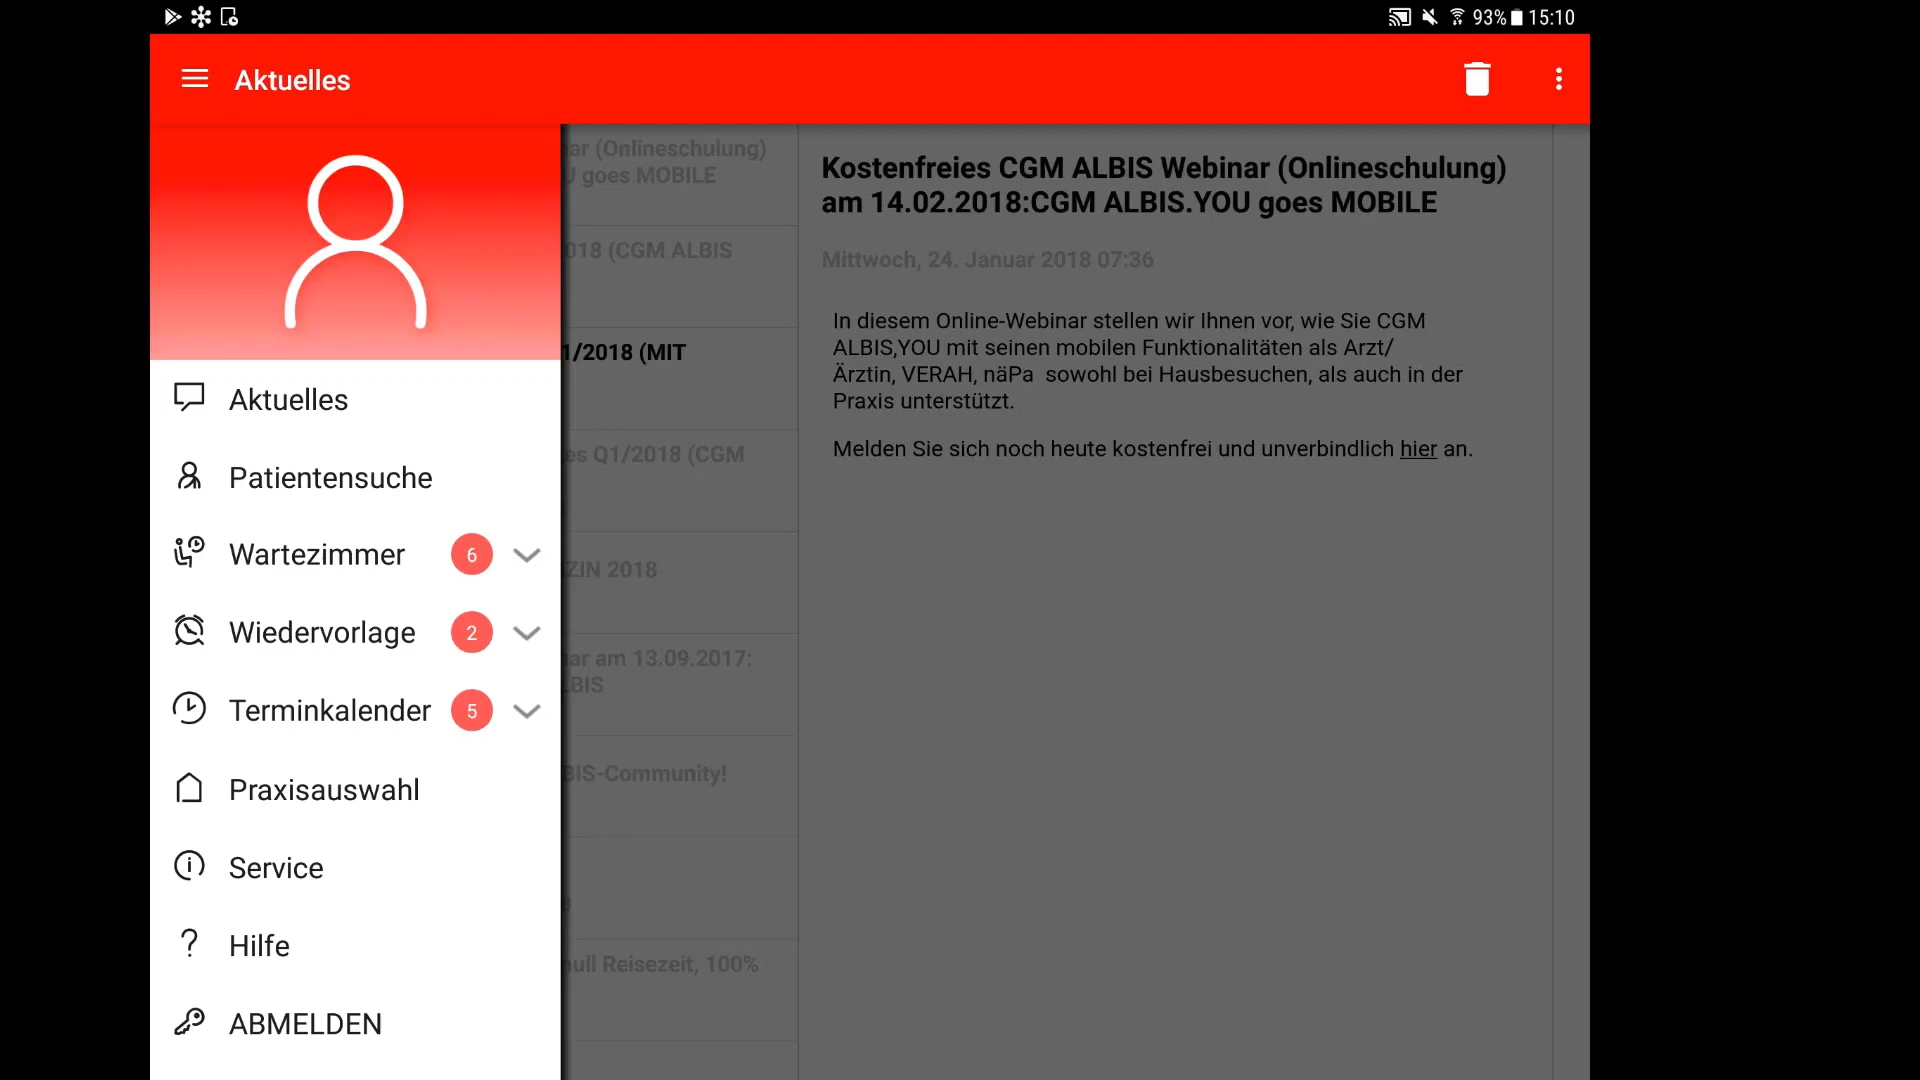 93% 15:10
Aktuelles
Aktuelles
Patientensuche
Wartezimmer 6
Wiedervorlage 2
Terminkalender 5
Praxisauswahl
Service
Hilfe
ABMELDEN
(Onlineschulung)
goes MOBILE
018 (CGM ALBIS
1/2018 (MIT
es Q1/2018 (CGM
ZIN 2018
ar am 13.09.2017:
LBIS
BIS-Community!
null Reisezeit, 100%
Kostenfreies CGM ALBIS Webinar (Onlineschulung)
am 14.02.2018:CGM ALBIS.YOU goes MOBILE
Mittwoch, 24. Januar 2018 07:36
In diesem Online-Webinar stellen wir Ihnen vor, wie Sie CGM
ALBIS,YOU mit seinen mobilen Funktionalitäten als Arzt/
Ärztin, VERAH, näPa sowohl bei Hausbesuchen, als auch in der
Praxis unterstützt.
Melden Sie sich noch heute kostenfrei und unverbindlich hier an.